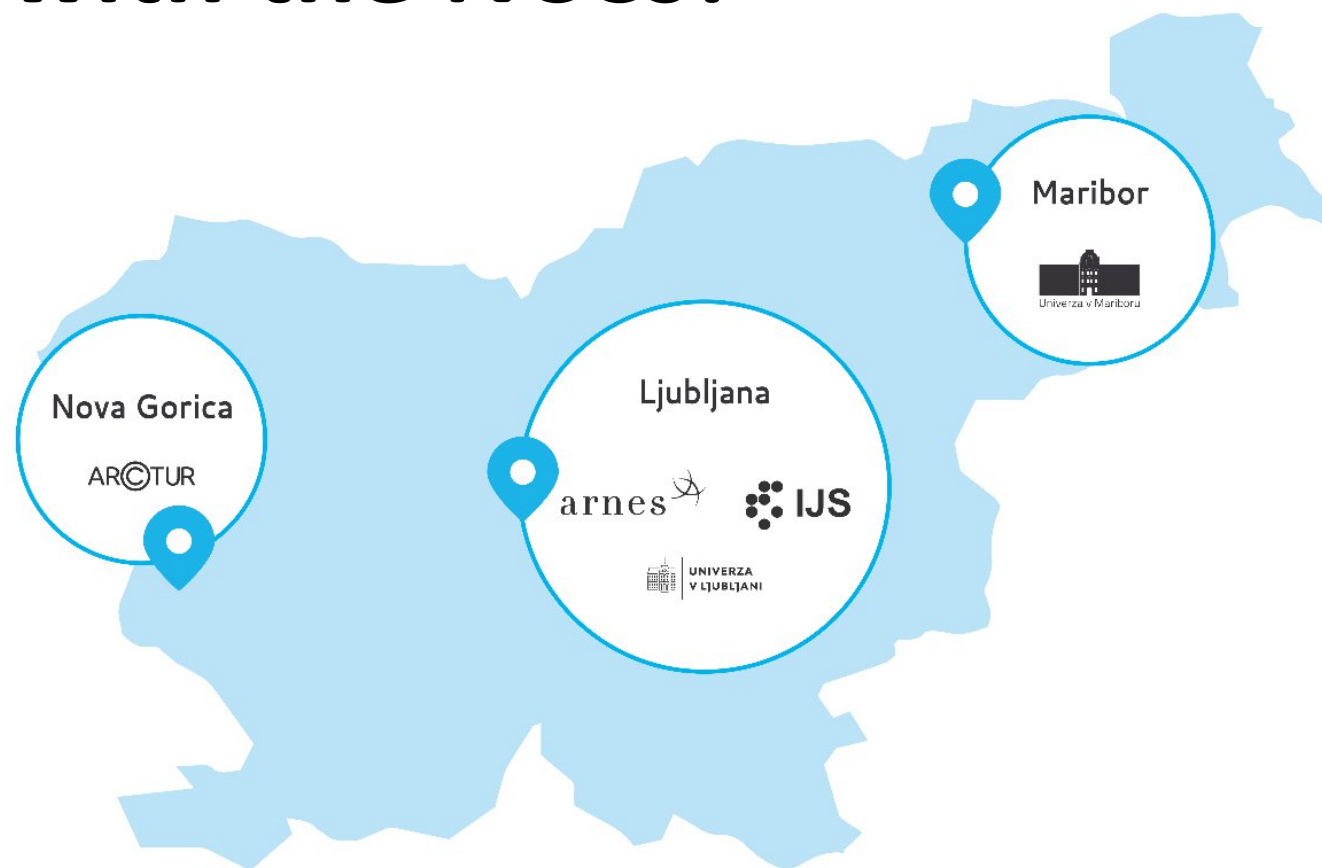 Maribor
Univerza v Mariboru
Nova Gorica
ARCTUR
Ljubljana
arnes
IJS
UNIVERZA
V LJUBLJANI